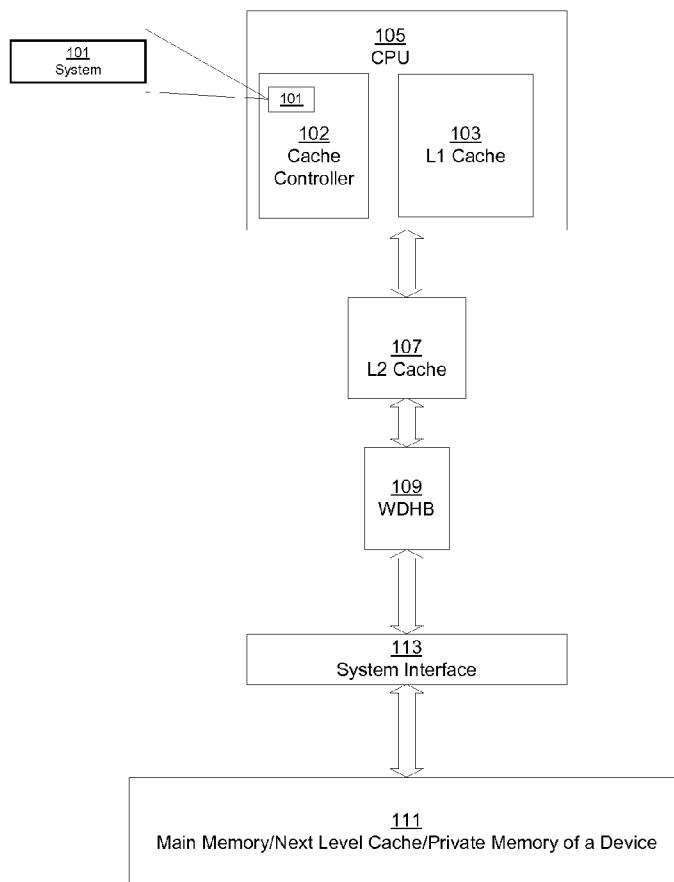 101
System
105
CPU
101
102
Cache
Controller
103
L1 Cache
107
L2 Cache
109
WDHB
113
System Interface
111
Main Memory/Next Level Cache/Private Memory of a Device